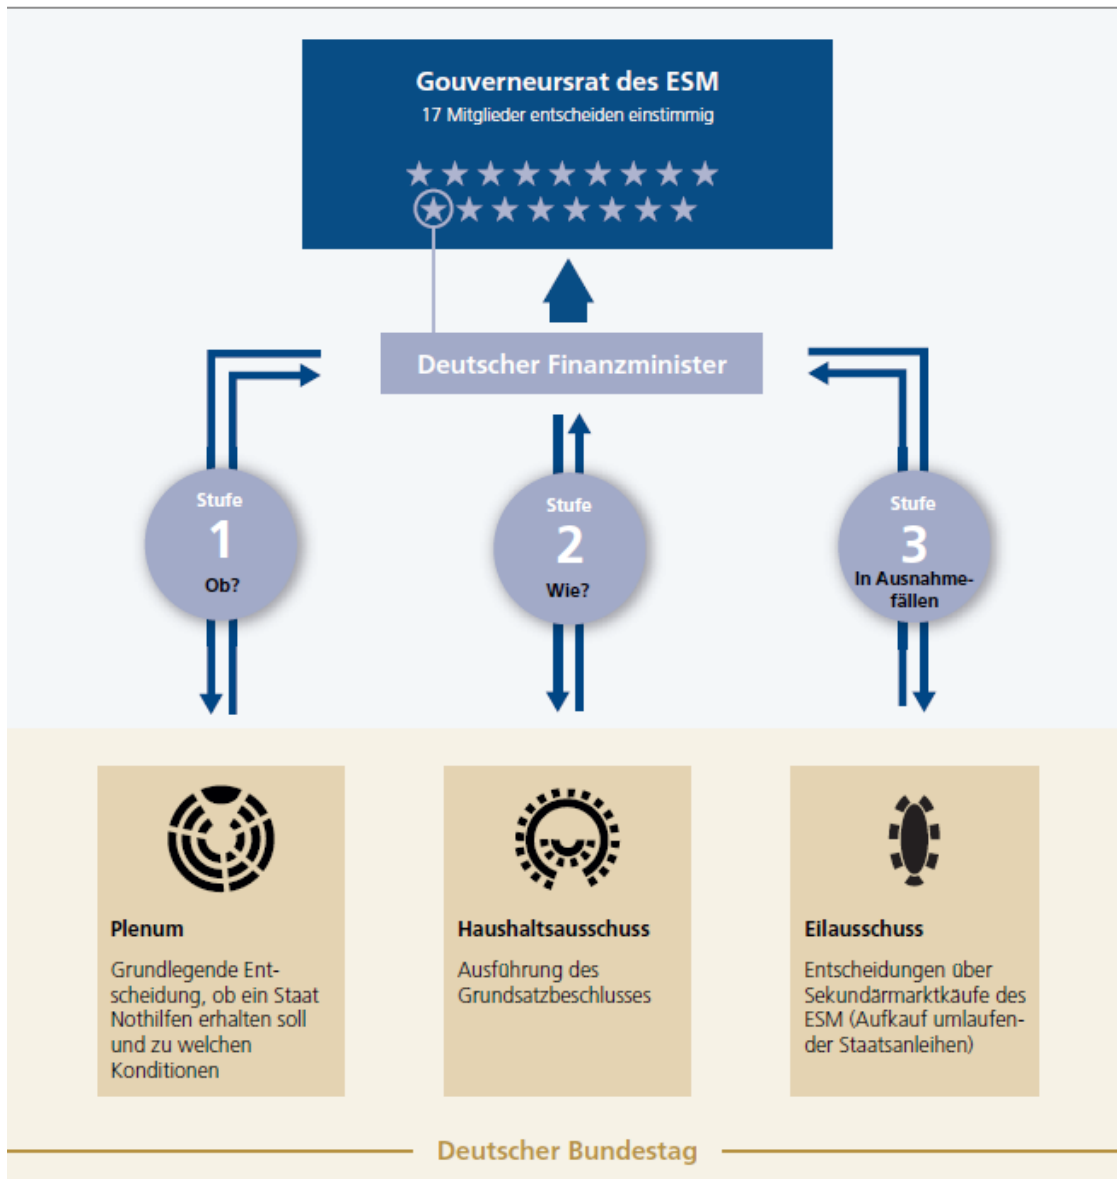 Gouverneursrat des ESM
17 Mitglieder entscheiden einstimmig
Deutscher Finanzminister
Stufe
1
Ob?
Stufe
2
Wie?
Stufe
3
In Ausnahme-
fällen
Plenum
Grundlegende Ent-
scheidung, ob ein Staat
Nothilfen erhalten soll
und zu welchen
Konditionen
Haushaltsausschuss
Ausführung des
Grundsatzbeschlusses
Eilausschuss
Entscheidungen über
Sekundärmarktkäufe des
ESM (Aufkauf umlaufen-
der Staatsanleihen)
Deutscher Bundestag